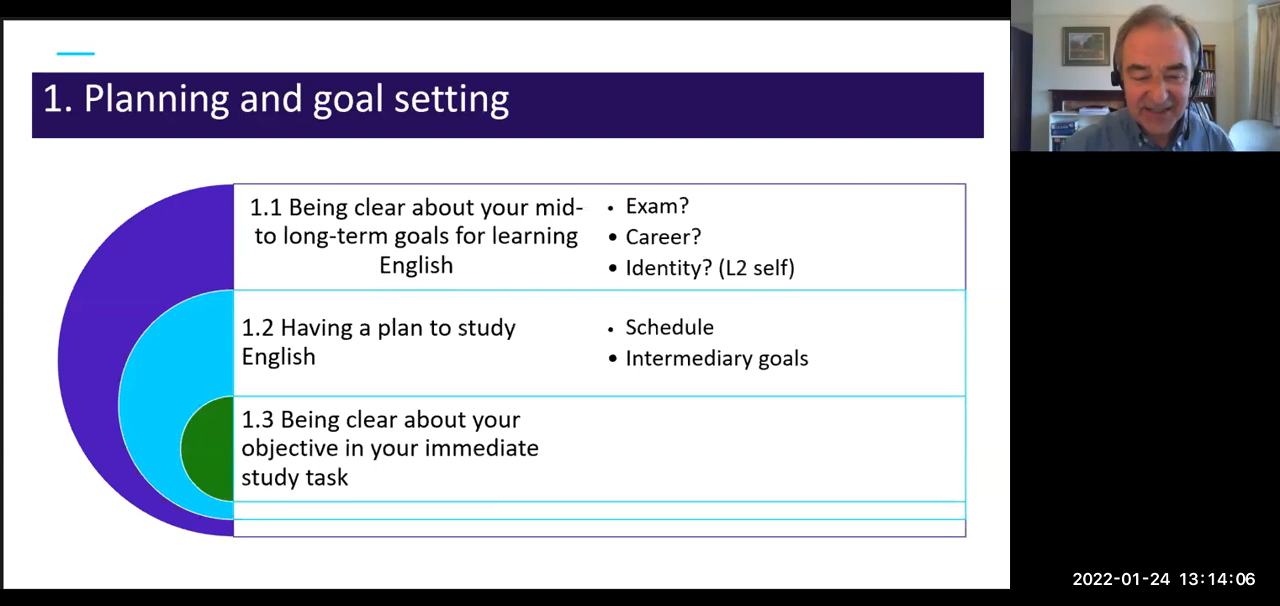 1. Planning and goal setting
1.1 Being clear about your mid-
to long-term goals for learning
English
• Exam?
• Career?
• Identity? (L2 self)
1.2 Having a plan to study
English
• Schedule
• Intermediary goals
1.3 Being clear about your
objective in your immediate
study task
2022-01-24 13:14:06